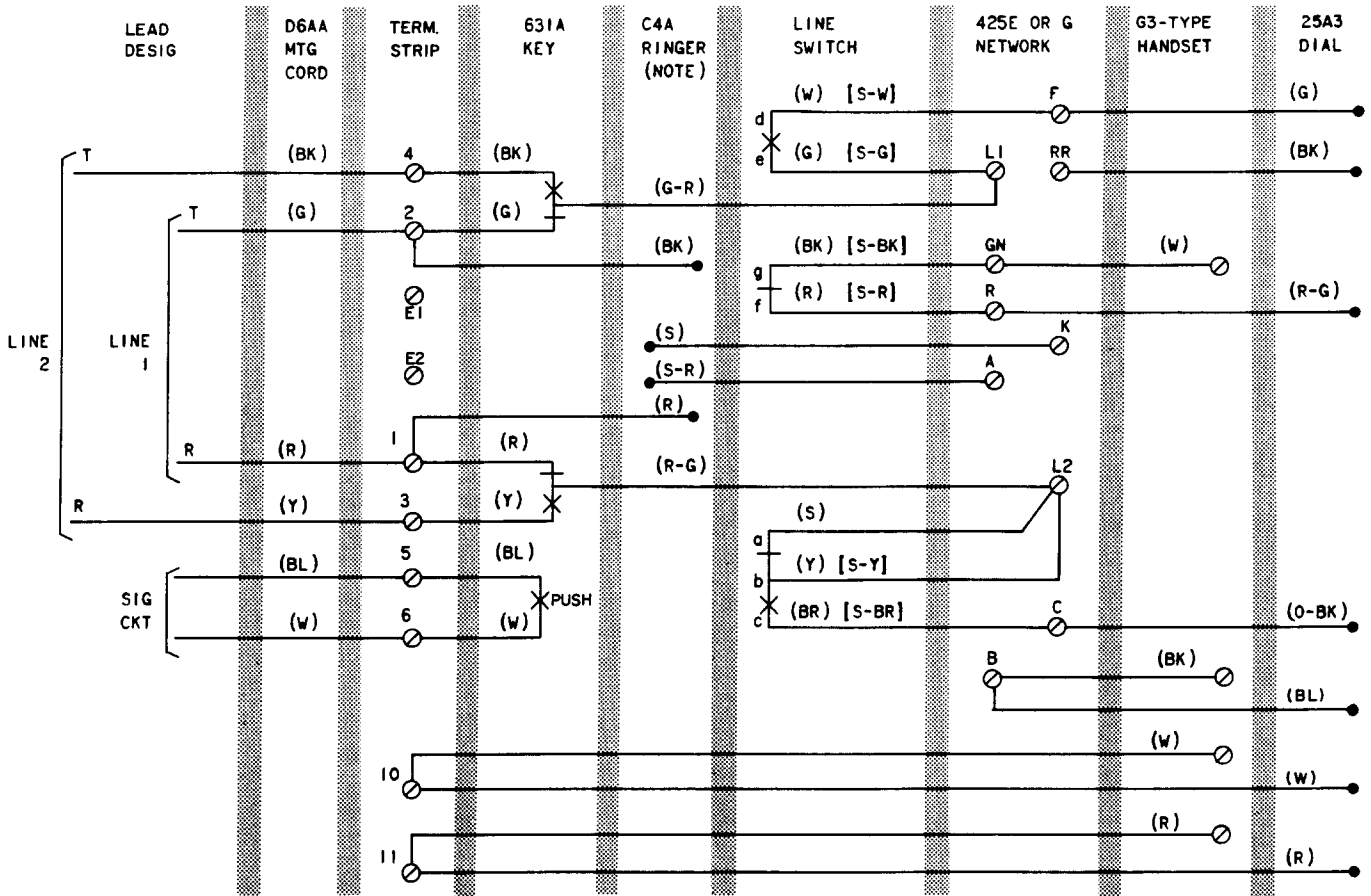 LEAD DESIG
D6AA MTG CORD
TERM. STRIP
631A KEY
C4A RINGER (NOTE)
LINE SWITCH
425E OR G NETWORK
G3-TYPE HANDSET
25A3 DIAL
(W) [S-W] F (G)
d
T (BK) 4 (BK) e (G) [S-G] L1 RR (BK)
(G-R)
T (G) 2 (G)
(BK) (BK) [S-BK] GN (W)
g
E1 f (R) [S-R] R (R-G)
LINE 2
LINE 1
(S) K
E2 (S-R) A
(R)
R (R) 1 (R) (R-G) L2
R (Y) 3 (Y) (S)
a
(BL) 5 (BL) b (Y) [S-Y]
SIG CKT
PUSH
(W) 6 (W) c (BR) [S-BR] C (O-BK)
B (BK)
(BL)
(W)
10 (W)
(R)
11 (R)